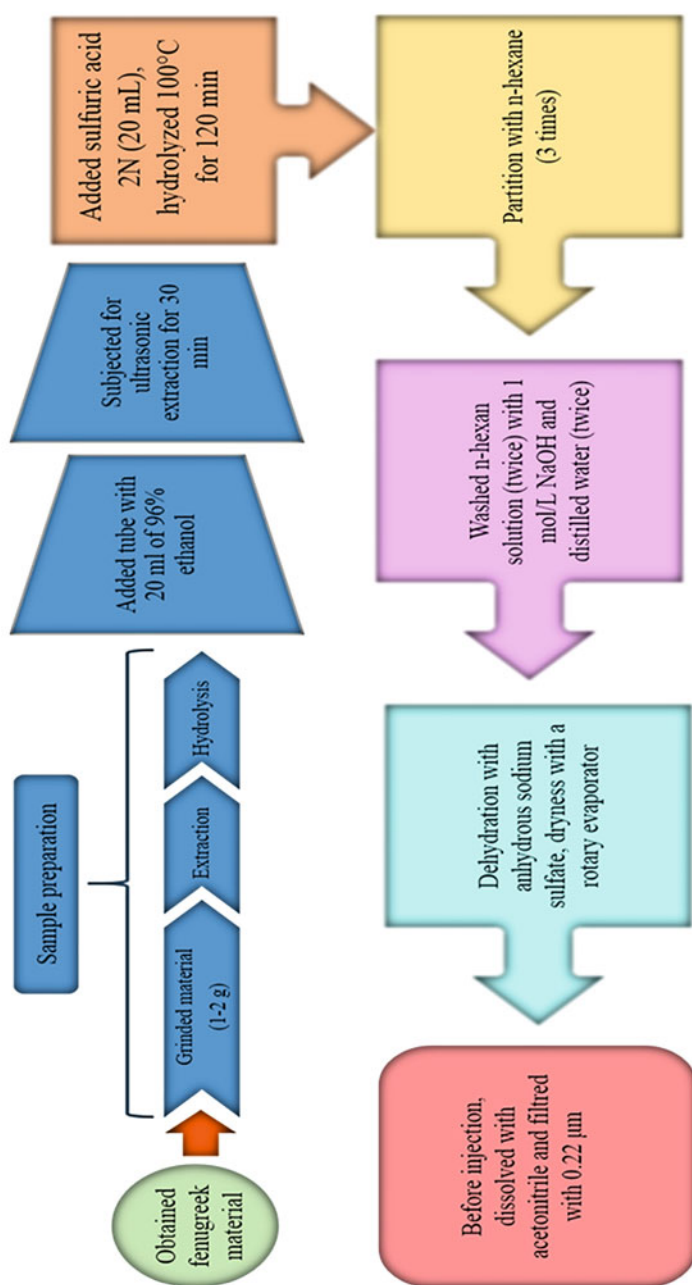 Sample preparation
Obtained
fenugreek
material
Grinded material
(1-2 g)
Extraction
Hydrolysis
Added tube with
20 ml of 96%
ethanol
Subjected for
ultrasonic
extraction for 30
min
Added sulfuric acid
2N (20 mL),
hydrolyzed 100°C
for 120 min
Partition with n-hexane
(3 times)
Washed n-hexan
solution (twice) with 1
mol/L NaOH and
distilled water (twice)
Dehydration with
anhydrous sodium
sulfate, dryness with a
rotary evaporator
Before injection,
dissolved with
acetonitrile and filtred
with 0.22 μm